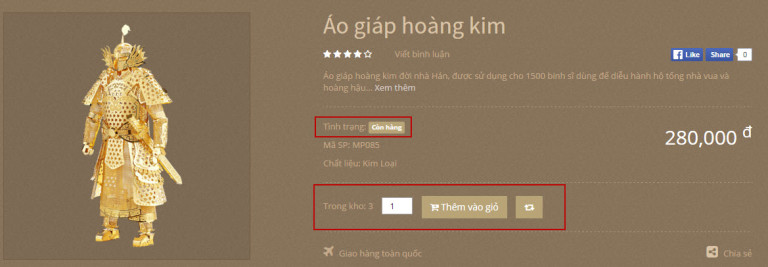 Áo giáp hoàng kim
Viết bình luận
Like Share 0
Áo giáp hoàng kim đời nhà Hán, được sử dụng cho 1500 binh sĩ dùng để diễu hành hộ tống nhà vua và
hoàng hậu... Xem thêm
Tình trạng: Còn hàng
280,000 đ
Mã SP: MP085
Chất liệu: Kim Loại
Trong kho: 3 1 Thêm vào giỏ
Giao hàng toàn quốc Chia sẻ